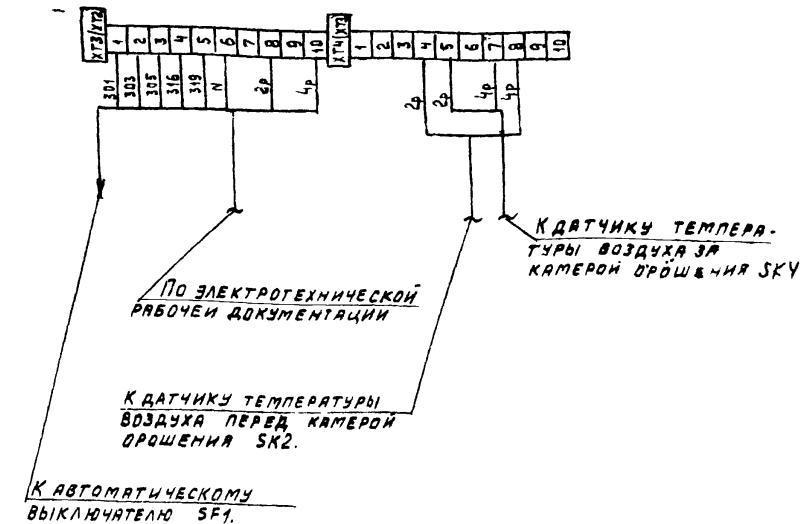 XT3(XT2) 1 2 3 4 5 6 7 8 9 10 XT4(XT3) 1 2 3 4 5 6 7 8 9 10
301 303 305 316 319 N 2р 4р 2р 2р 4р 4р
К ДАТЧИКУ ТЕМПЕРА-
ТУРЫ ВОЗДУХА ЗА
КАМЕРОЙ ОРОШЕНИЯ SK4
ПО ЭЛЕКТРОТЕХНИЧЕСКОЙ
РАБОЧЕЙ ДОКУМЕНТАЦИИ
К ДАТЧИКУ ТЕМПЕРАТУРЫ
ВОЗДУХА ПЕРЕД КАМЕРОЙ
ОРОШЕНИЯ SK2.
К АВТОМАТИЧЕСКОМУ
ВЫКЛЮЧАТЕЛЮ SF1.